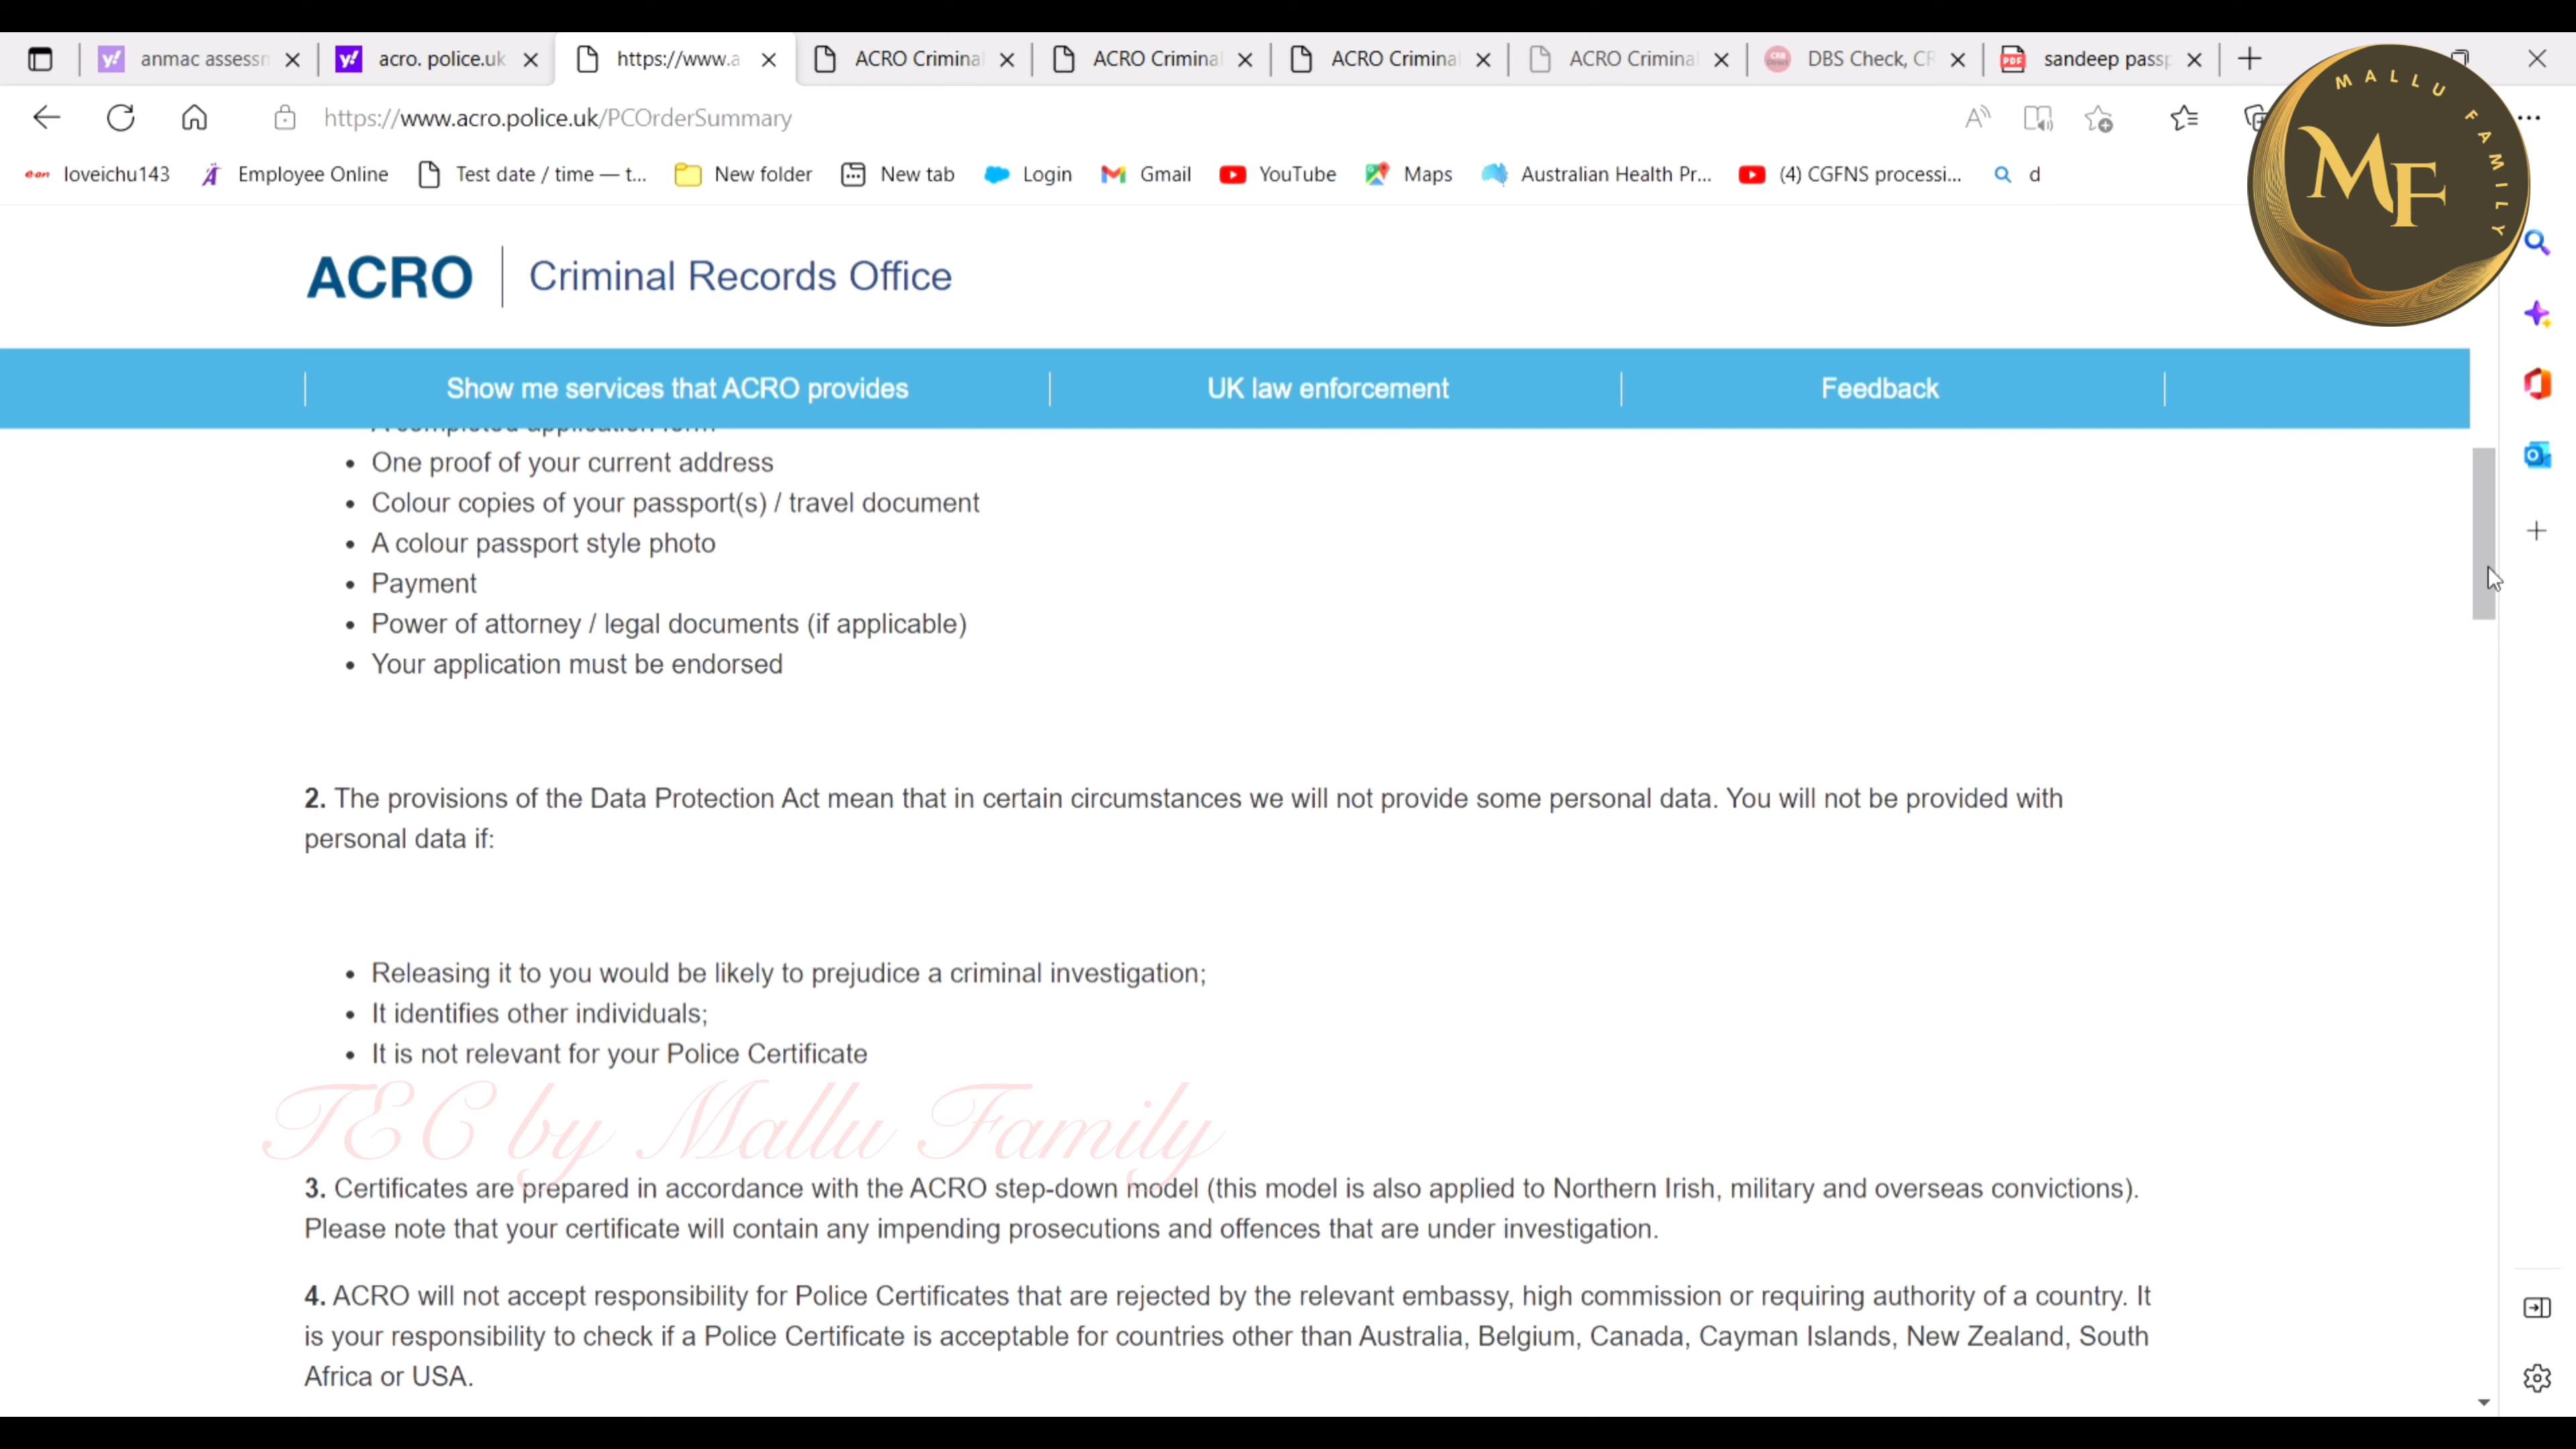 anmac assessm
acro. police.uk
https://www.a
ACRO Criminal
ACRO Criminal
ACRO Criminal
ACRO Criminal
DBS Check, CR
sandeep passp
https://www.acro.police.uk/PCOrderSummary
loveichu143
Employee Online
Test date / time — t...
New folder
New tab
Login
Gmail
YouTube
Maps
Australian Health Pr...
(4) CGFNS processi...
d
MALLU FAMILY
MF
ACRO | Criminal Records Office
Show me services that ACRO provides
UK law enforcement
Feedback
A completed application form
• One proof of your current address
• Colour copies of your passport(s) / travel document
• A colour passport style photo
• Payment
• Power of attorney / legal documents (if applicable)
• Your application must be endorsed
2. The provisions of the Data Protection Act mean that in certain circumstances we will not provide some personal data. You will not be provided with
personal data if:
• Releasing it to you would be likely to prejudice a criminal investigation;
• It identifies other individuals;
• It is not relevant for your Police Certificate
TEC by Mallu Family
3. Certificates are prepared in accordance with the ACRO step-down model (this model is also applied to Northern Irish, military and overseas convictions).
Please note that your certificate will contain any impending prosecutions and offences that are under investigation.
4. ACRO will not accept responsibility for Police Certificates that are rejected by the relevant embassy, high commission or requiring authority of a country. It
is your responsibility to check if a Police Certificate is acceptable for countries other than Australia, Belgium, Canada, Cayman Islands, New Zealand, South
Africa or USA.